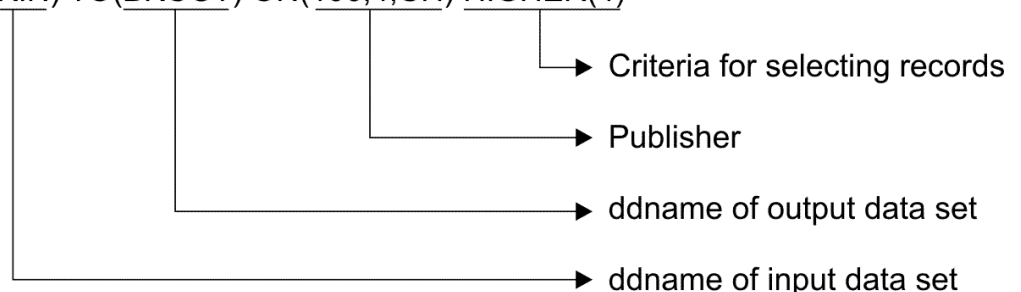 Criteria for selecting records
Publisher
ddname of output data set
ddname of input data set